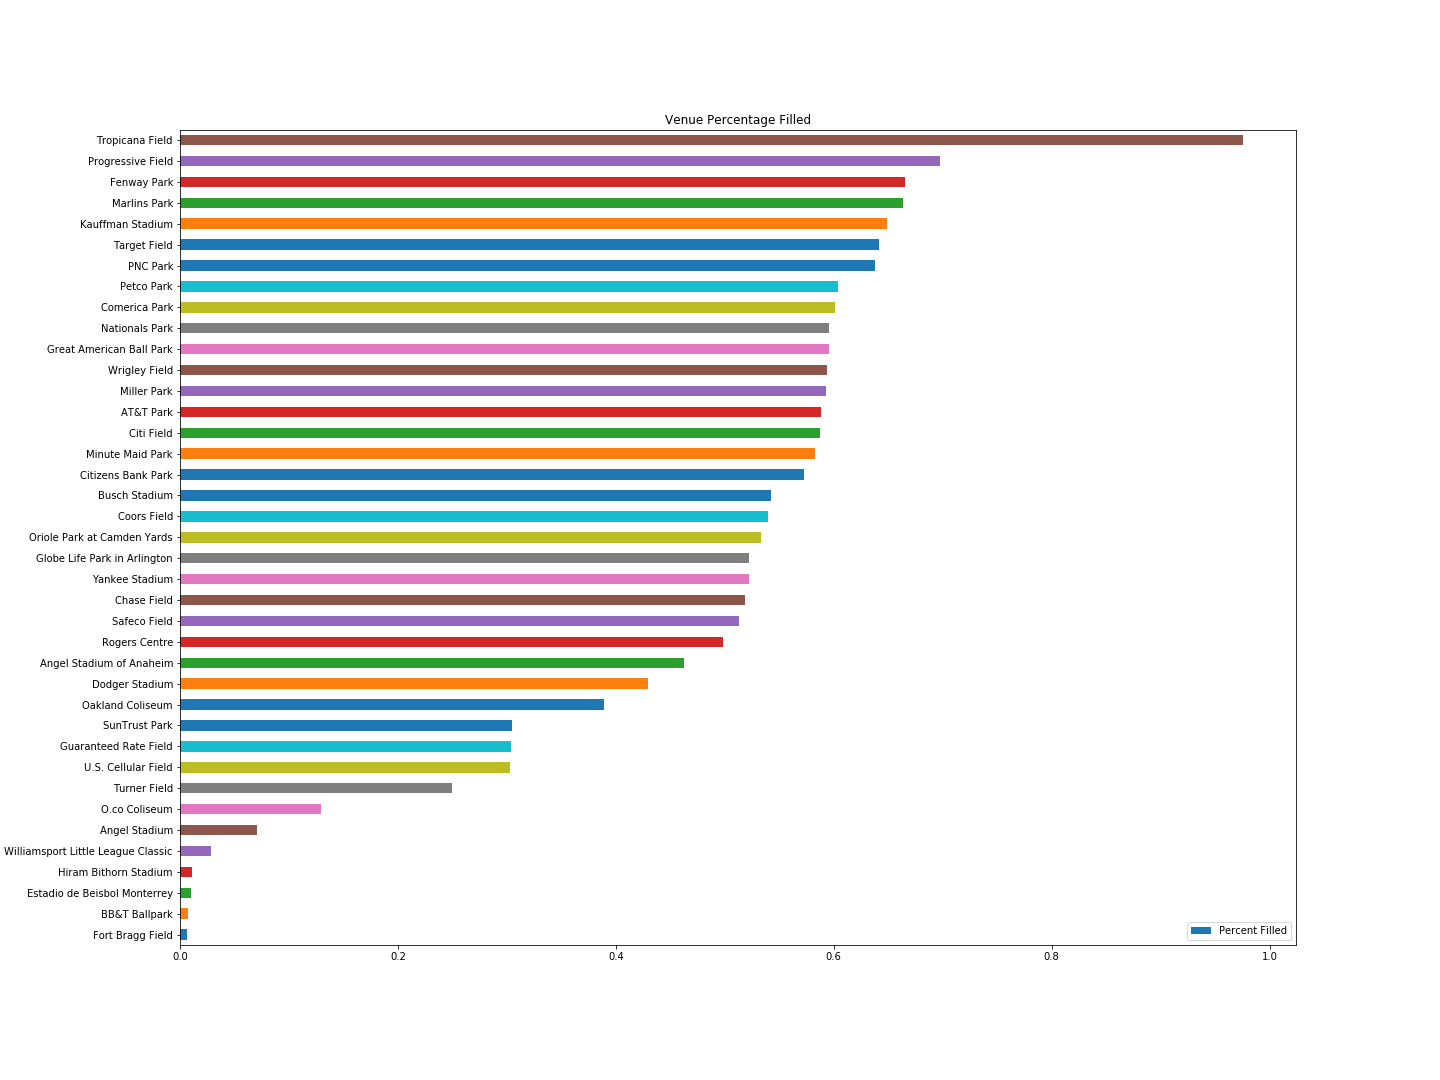 Venue Percentage Filled
Tropicana Field
Progressive Field
Fenway Park
Marlins Park
Kauffman Stadium
Target Field
PNC Park
Petco Park
Comerica Park
Nationals Park
Great American Ball Park
Wrigley Field
Miller Park
AT&T Park
Citi Field
Minute Maid Park
Citizens Bank Park
Busch Stadium
Coors Field
Oriole Park at Camden Yards
Globe Life Park in Arlington
Yankee Stadium
Chase Field
Safeco Field
Rogers Centre
Angel Stadium of Anaheim
Dodger Stadium
Oakland Coliseum
SunTrust Park
Guaranteed Rate Field
U.S. Cellular Field
Turner Field
O.co Coliseum
Angel Stadium
Williamsport Little League Classic
Hiram Bithorn Stadium
Estadio de Beisbol Monterrey
BB&T Ballpark
Fort Bragg Field
Percent Filled
0.0 0.2 0.4 0.6 0.8 1.0